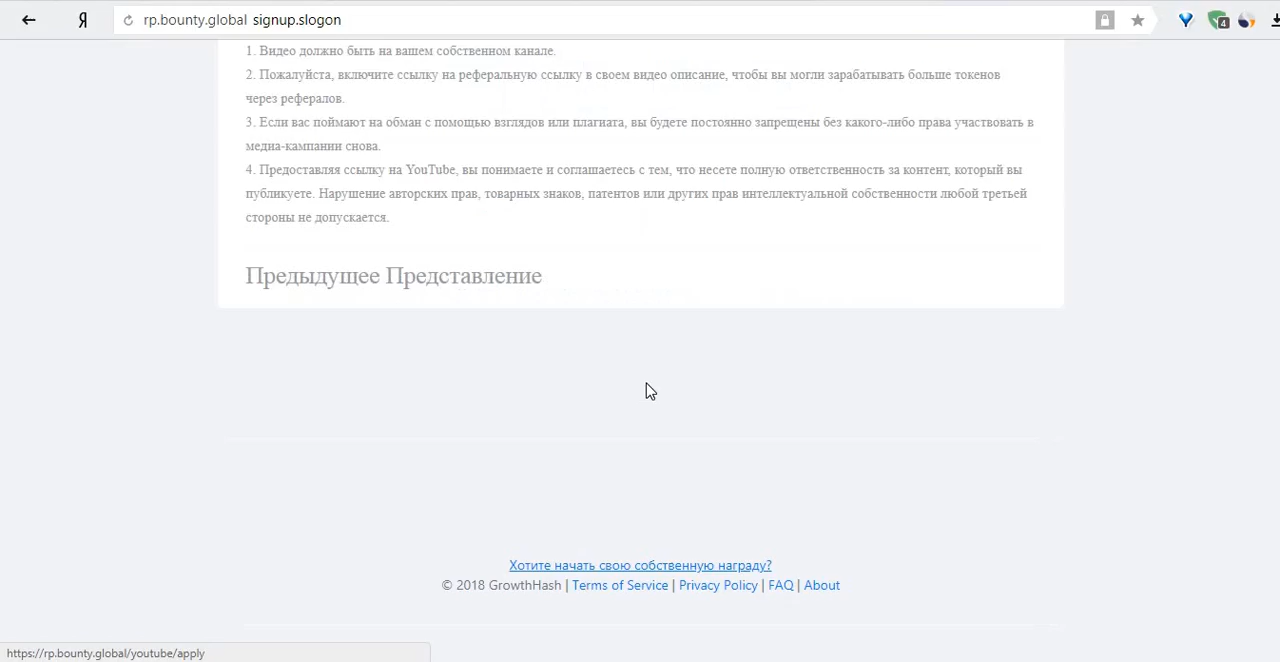 Я rp.bounty.global signup.slogon 4
1. Видео должно быть на вашем собственном канале.
2. Пожалуйста, включите ссылку на реферальную ссылку в своем видео описание, чтобы вы могли зарабатывать больше токенов
через рефералов.
3. Если вас поймают на обман с помощью взглядов или плагиата, вы будете постоянно запрещены без какого-либо права участвовать в
медиа-кампании снова.
4. Предоставляя ссылку на YouTube, вы понимаете и соглашаетесь с тем, что несете полную ответственность за контент, который вы
публикуете. Нарушение авторских прав, товарных знаков, патентов или других прав интеллектуальной собственности любой третьей
стороны не допускается.
Предыдущее Представление
Хотите начать свою собственную награду?
© 2018 GrowthHash | Terms of Service | Privacy Policy | FAQ | About
https://rp.bounty.global/youtube/apply